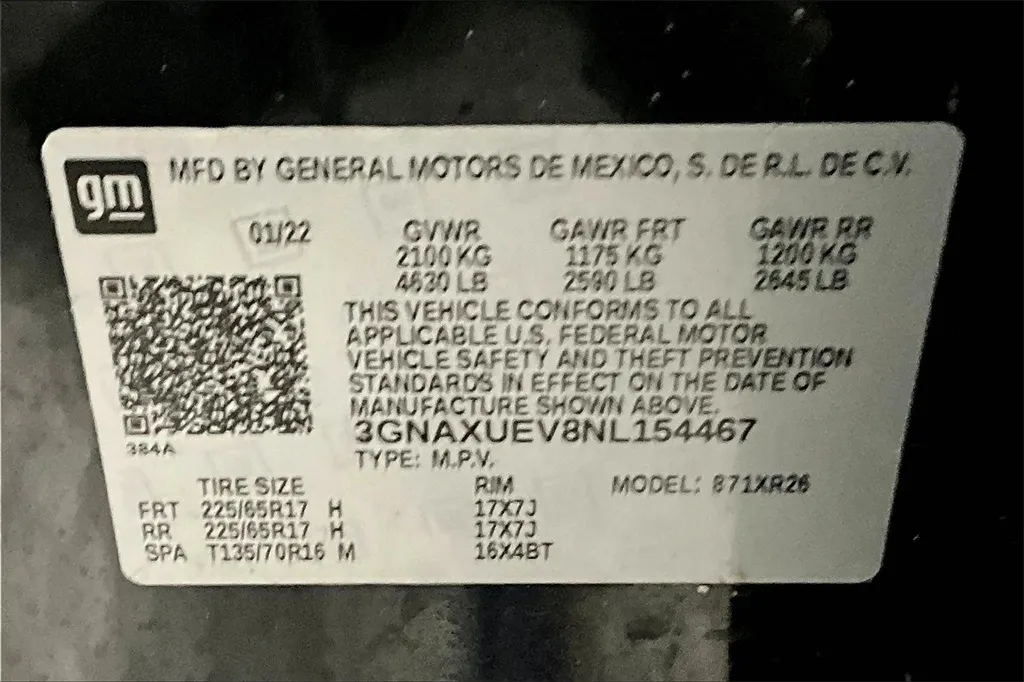 gm
MFD BY GENERAL MOTORS DE MEXICO, S. DE R.L. DE C.V.
01/22 GVWR GAWR FRT GAWR RR
2100 KG 1175 KG 1200 KG
4630 LB 2590 LB 2645 LB
THIS VEHICLE CONFORMS TO ALL
APPLICABLE U.S. FEDERAL MOTOR
VEHICLE SAFETY AND THEFT PREVENTION
STANDARDS IN EFFECT ON THE DATE OF
MANUFACTURE SHOWN ABOVE.
3GNAXUEV8NL154467
384A
TYPE: M.P.V.
TIRE SIZE RIM MODEL: 871XR26
FRT 225/65R17 H 17X7J
RR 225/65R17 H 17X7J
SPA T135/70R16 M 16X4BT